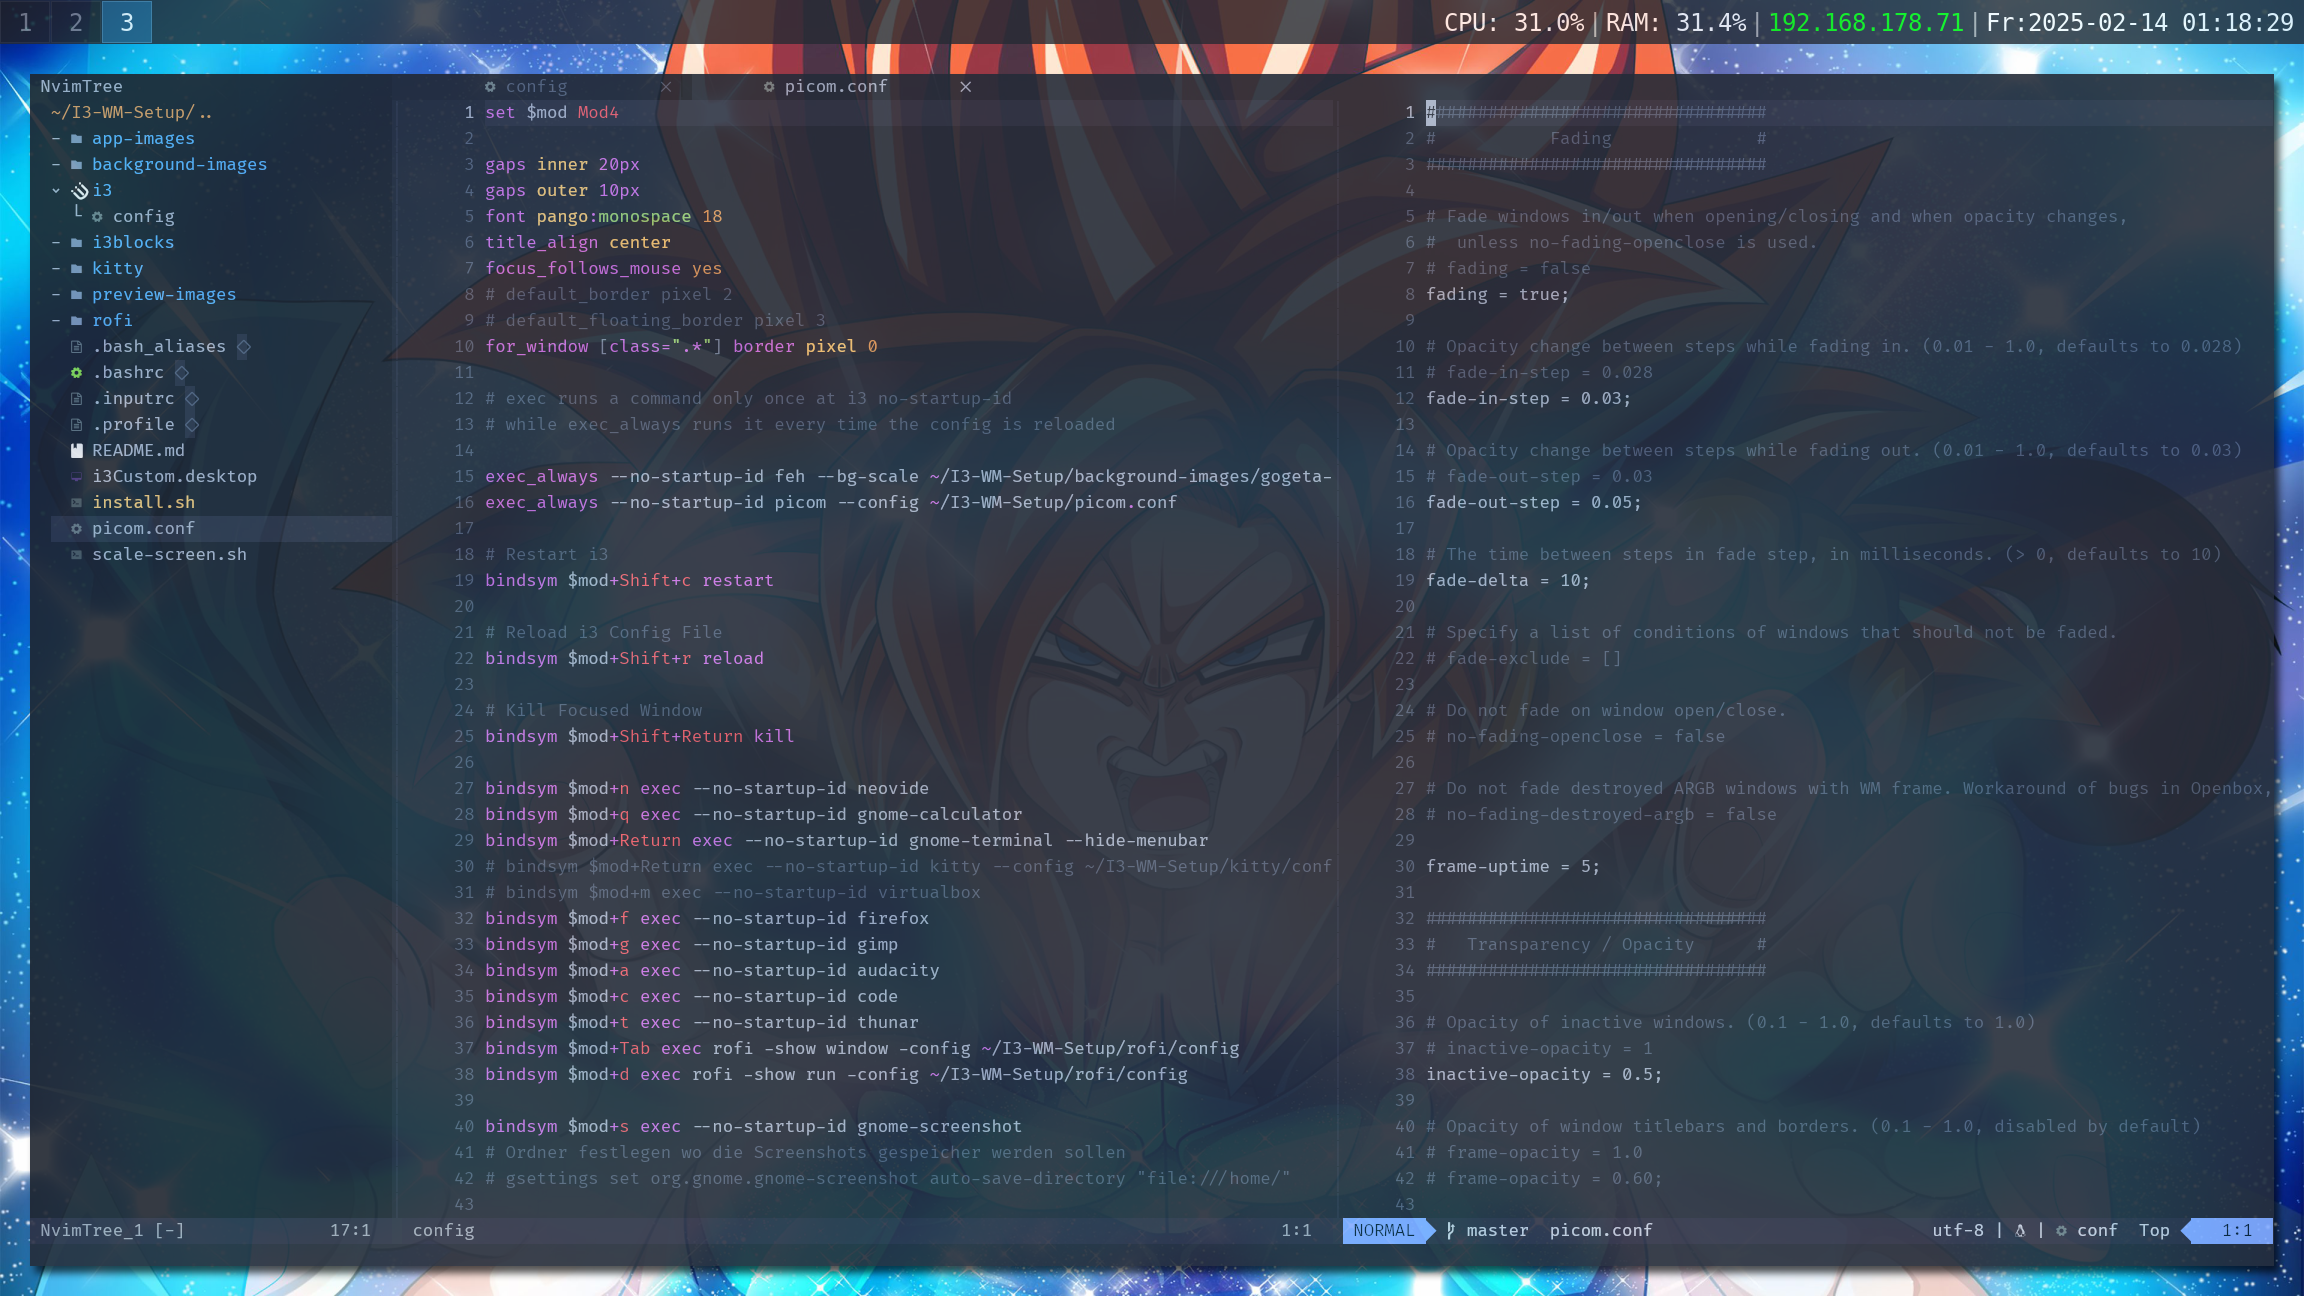 1 2 3 CPU: 31.0%|RAM: 31.4%|192.168.178.71|Fr:2025-02-14 01:18:29
NvimTree config picom.conf
~/I3-WM-Setup/..
app-images
background-images
i3
config
i3blocks
kitty
preview-images
rofi
.bash_aliases
.bashrc
.inputrc
.profile
README.md
i3Custom.desktop
install.sh
picom.conf
scale-screen.sh
1 set $mod Mod4
2
3 gaps inner 20px
4 gaps outer 10px
5 font pango:monospace 18
6 title_align center
7 focus_follows_mouse yes
8 # default_border pixel 2
9 # default_floating_border pixel 3
10 for_window [class=".*"] border pixel 0
11
12 # exec runs a command only once at i3 no-startup-id
13 # while exec_always runs it every time the config is reloaded
14
15 exec_always --no-startup-id feh --bg-scale ~/I3-WM-Setup/background-images/gogeta-
16 exec_always --no-startup-id picom --config ~/I3-WM-Setup/picom.conf
17
18 # Restart i3
19 bindsym $mod+Shift+c restart
20
21 # Reload i3 Config File
22 bindsym $mod+Shift+r reload
23
24 # Kill Focused Window
25 bindsym $mod+Shift+Return kill
26
27 bindsym $mod+n exec --no-startup-id neovide
28 bindsym $mod+q exec --no-startup-id gnome-calculator
29 bindsym $mod+Return exec --no-startup-id gnome-terminal --hide-menubar
30 # bindsym $mod+Return exec --no-startup-id kitty --config ~/I3-WM-Setup/kitty/conf
31 # bindsym $mod+m exec --no-startup-id virtualbox
32 bindsym $mod+f exec --no-startup-id firefox
33 bindsym $mod+g exec --no-startup-id gimp
34 bindsym $mod+a exec --no-startup-id audacity
35 bindsym $mod+c exec --no-startup-id code
36 bindsym $mod+t exec --no-startup-id thunar
37 bindsym $mod+Tab exec rofi -show window -config ~/I3-WM-Setup/rofi/config
38 bindsym $mod+d exec rofi -show run -config ~/I3-WM-Setup/rofi/config
39
40 bindsym $mod+s exec --no-startup-id gnome-screenshot
41 # Ordner festlegen wo die Screenshots gespeicher werden sollen
42 # gsettings set org.gnome.gnome-screenshot auto-save-directory "file:///home/"
43
1 #################################
2 # Fading #
3 #################################
4
5 # Fade windows in/out when opening/closing and when opacity changes,
6 #  unless no-fading-openclose is used.
7 # fading = false
8 fading = true;
9
10 # Opacity change between steps while fading in. (0.01 - 1.0, defaults to 0.028)
11 # fade-in-step = 0.028
12 fade-in-step = 0.03;
13
14 # Opacity change between steps while fading out. (0.01 - 1.0, defaults to 0.03)
15 # fade-out-step = 0.03
16 fade-out-step = 0.05;
17
18 # The time between steps in fade step, in milliseconds. (> 0, defaults to 10)
19 fade-delta = 10;
20
21 # Specify a list of conditions of windows that should not be faded.
22 # fade-exclude = []
23
24 # Do not fade on window open/close.
25 # no-fading-openclose = false
26
27 # Do not fade destroyed ARGB windows with WM frame. Workaround of bugs in Openbox,
28 # no-fading-destroyed-argb = false
29
30 frame-uptime = 5;
31
32 #################################
33 # Transparency / Opacity #
34 #################################
35
36 # Opacity of inactive windows. (0.1 - 1.0, defaults to 1.0)
37 # inactive-opacity = 1
38 inactive-opacity = 0.5;
39
40 # Opacity of window titlebars and borders. (0.1 - 1.0, disabled by default)
41 # frame-opacity = 1.0
42 # frame-opacity = 0.60;
43
NvimTree_1 [-] 17:1 config 1:1 NORMAL master picom.conf utf-8 | | conf Top 1:1